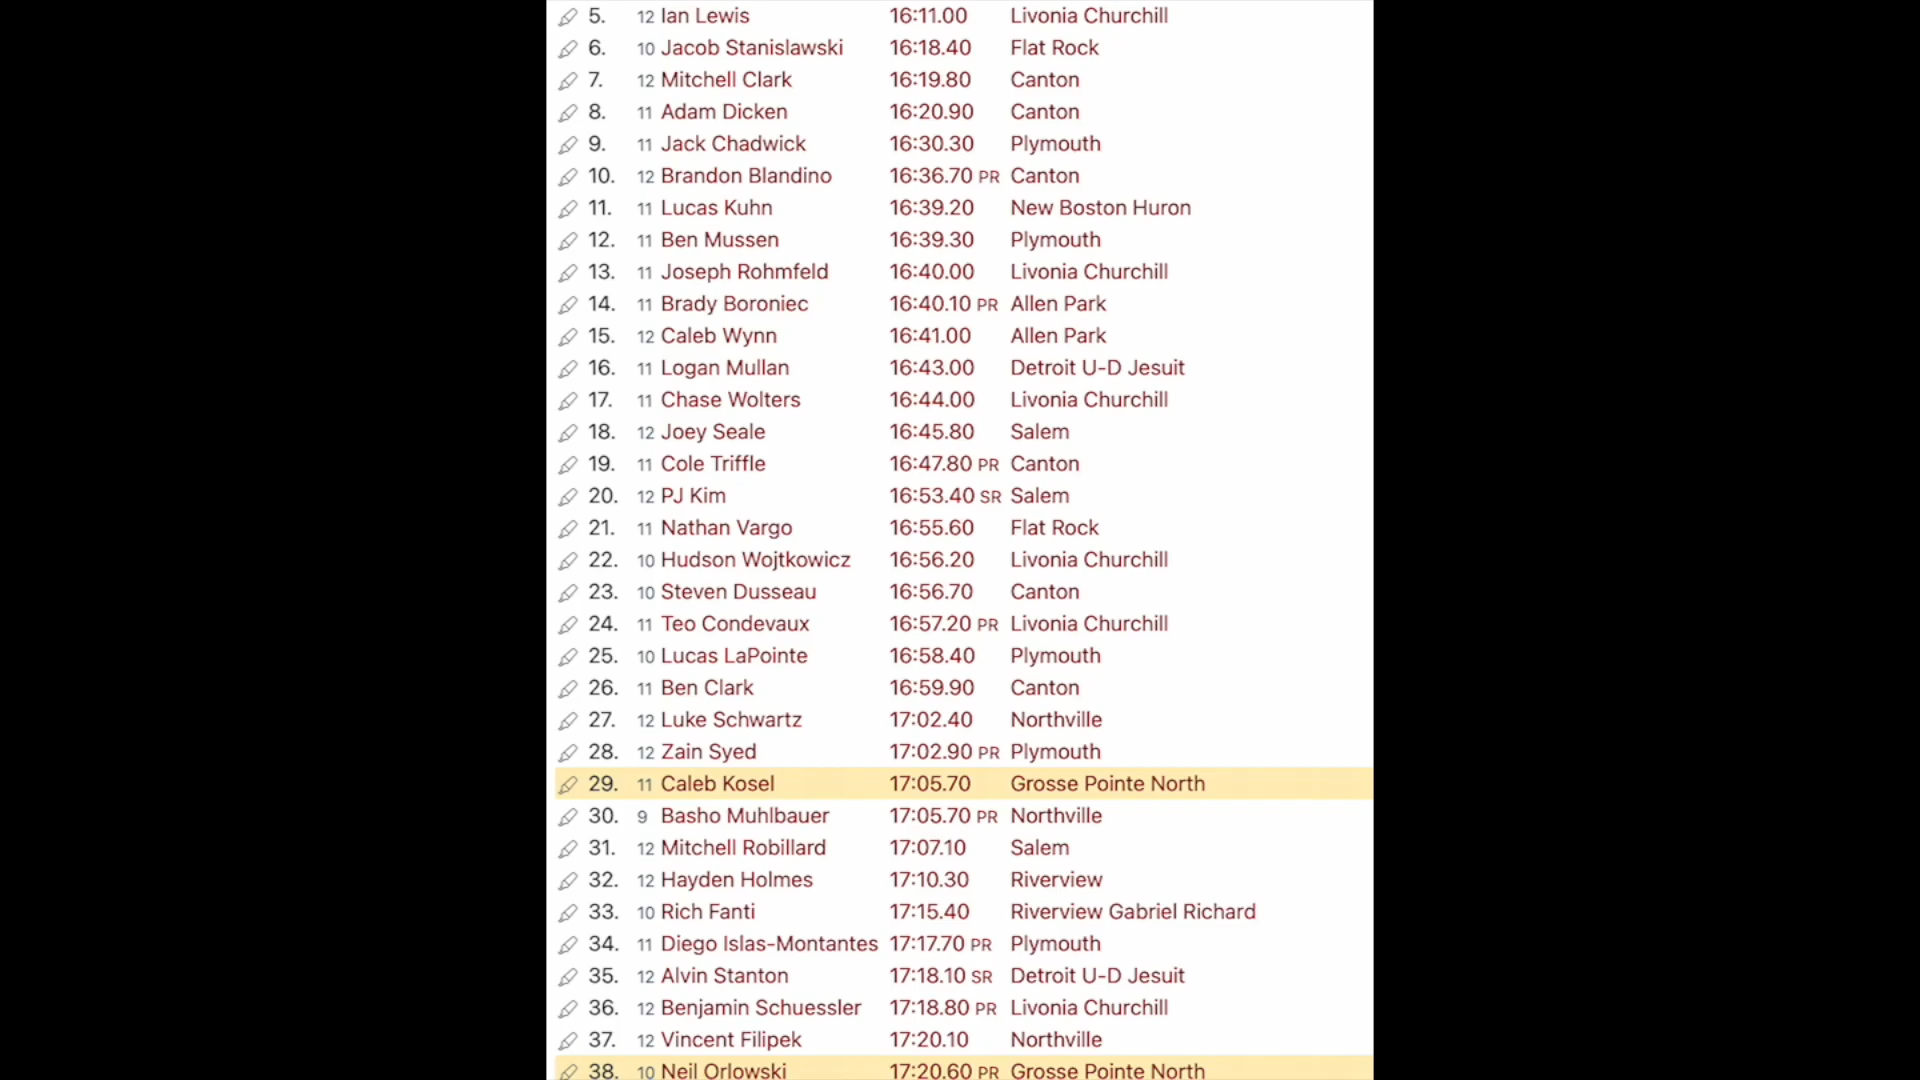 5. 12 Ian Lewis 16:11.00 Livonia Churchill
6. 10 Jacob Stanislawski 16:18.40 Flat Rock
7. 12 Mitchell Clark 16:19.80 Canton
8. 11 Adam Dicken 16:20.90 Canton
9. 11 Jack Chadwick 16:30.30 Plymouth
10. 12 Brandon Blandino 16:36.70 PR Canton
11. 11 Lucas Kuhn 16:39.20 New Boston Huron
12. 11 Ben Mussen 16:39.30 Plymouth
13. 11 Joseph Rohmfeld 16:40.00 Livonia Churchill
14. 11 Brady Boroniec 16:40.10 PR Allen Park
15. 12 Caleb Wynn 16:41.00 Allen Park
16. 11 Logan Mullan 16:43.00 Detroit U-D Jesuit
17. 11 Chase Wolters 16:44.00 Livonia Churchill
18. 12 Joey Seale 16:45.80 Salem
19. 11 Cole Triffle 16:47.80 PR Canton
20. 12 PJ Kim 16:53.40 SR Salem
21. 11 Nathan Vargo 16:55.60 Flat Rock
22. 10 Hudson Wojtkowicz 16:56.20 Livonia Churchill
23. 10 Steven Dusseau 16:56.70 Canton
24. 11 Teo Condevaux 16:57.20 PR Livonia Churchill
25. 10 Lucas LaPointe 16:58.40 Plymouth
26. 11 Ben Clark 16:59.90 Canton
27. 12 Luke Schwartz 17:02.40 Northville
28. 12 Zain Syed 17:02.90 PR Plymouth
29. 11 Caleb Kosel 17:05.70 Grosse Pointe North
30. 9 Basho Muhlbauer 17:05.70 PR Northville
31. 12 Mitchell Robillard 17:07.10 Salem
32. 12 Hayden Holmes 17:10.30 Riverview
33. 10 Rich Fanti 17:15.40 Riverview Gabriel Richard
34. 11 Diego Islas-Montantes 17:17.70 PR Plymouth
35. 12 Alvin Stanton 17:18.10 SR Detroit U-D Jesuit
36. 12 Benjamin Schuessler 17:18.80 PR Livonia Churchill
37. 12 Vincent Filipek 17:20.10 Northville
38. 10 Neil Orlowski 17:20.60 PR Grosse Pointe North